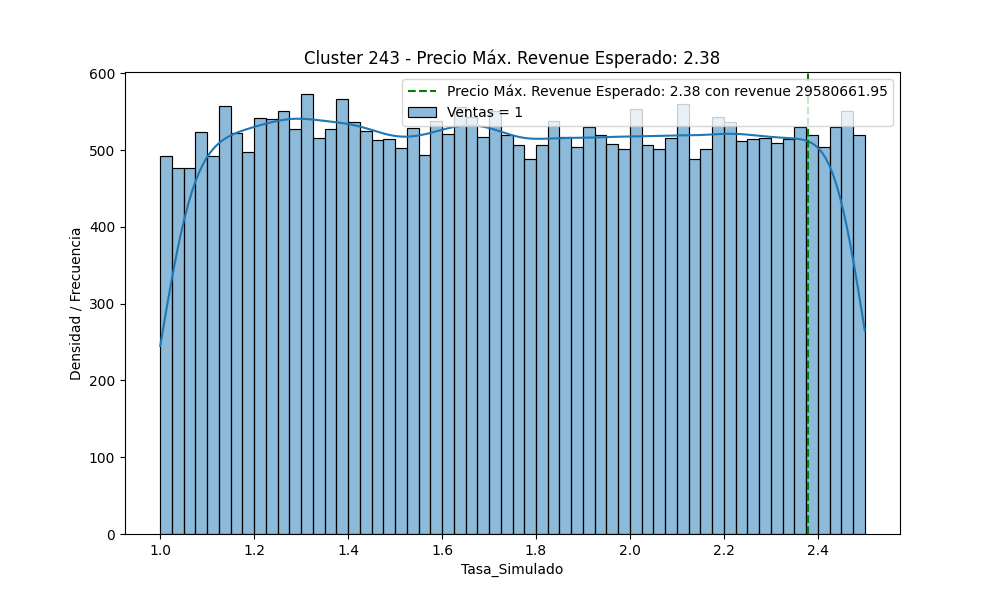 Cluster 243 - Precio Máx. Revenue Esperado: 2.38
Precio Máx. Revenue Esperado: 2.38 con revenue 29580661.95
Ventas = 1
Densidad / Frecuencia
600
500
400
300
200
100
0
1.0 1.2 1.4 1.6 1.8 2.0 2.2 2.4
Tasa_Simulado